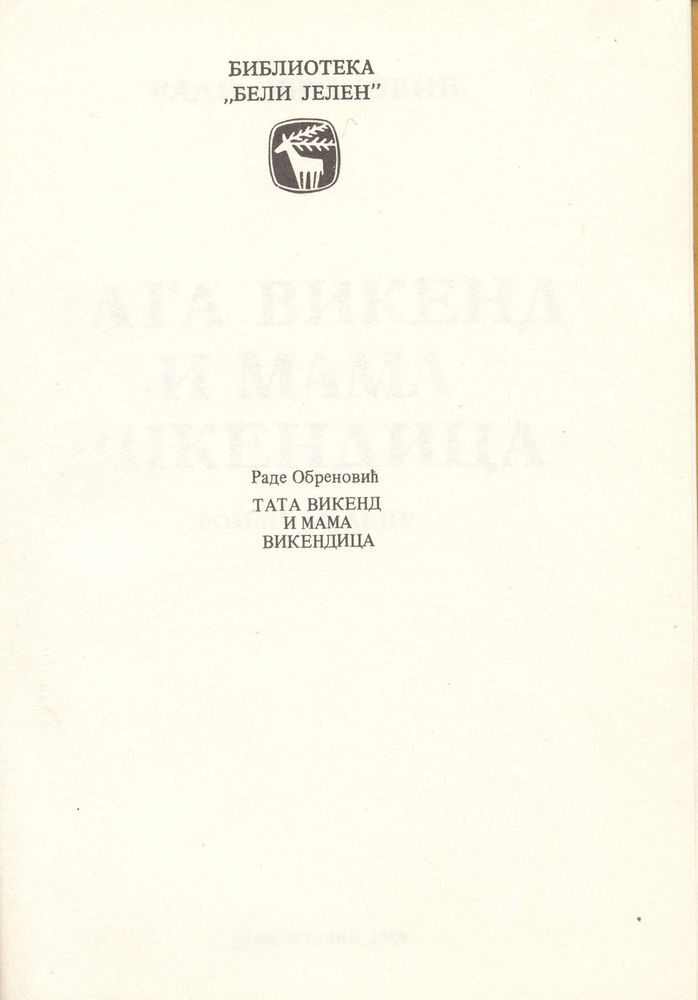 БИБЛИОТЕКА
„БЕЛИ ЈЕЛЕН”
Раде Обреновић
ТАТА ВИКЕНД
И МАМА
ВИКЕНДИЦА